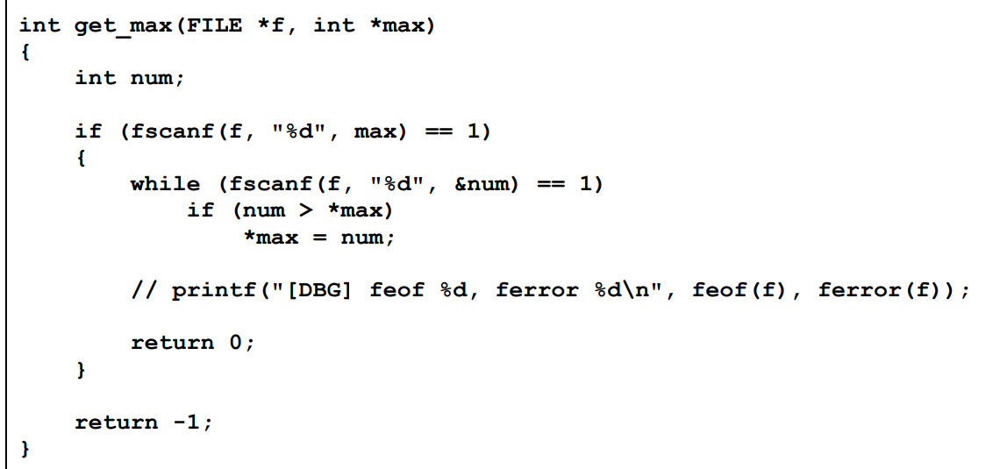 int get_max(FILE *f, int *max)
{
    int num;

    if (fscanf(f, "%d", max) == 1)
    {
        while (fscanf(f, "%d", &num) == 1)
            if (num > *max)
                *max = num;

        // printf("[DBG] feof %d, ferror %d\n", feof(f), ferror(f));

        return 0;
    }

    return -1;
}